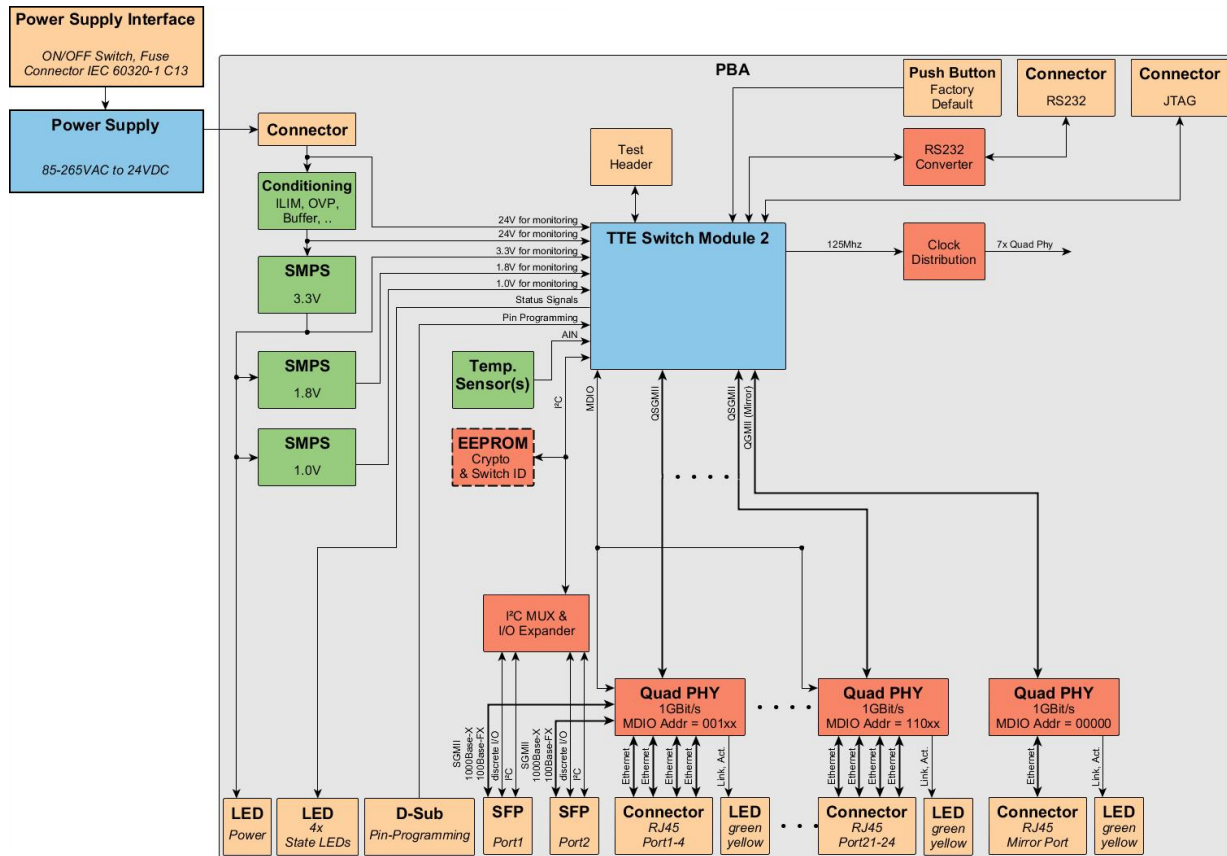 Power Supply Interface
ON/OFF Switch, Fuse
Connector IEC 60320-1 C13
Power Supply
85-265VAC to 24VDC
PBA
Connector
Conditioning
ILIM, OVP,
Buffer, ..
SMPS
3.3V
SMPS
1.8V
SMPS
1.0V
Test
Header
Push Button
Factory
Default
Connector
RS232
Connector
JTAG
RS232
Converter
24V for monitoring
24V for monitoring
3.3V for monitoring
1.8V for monitoring
1.0V for monitoring
Status Signals
Pin Programming
AIN
TTE Switch Module 2
125Mhz
Clock
Distribution
7x Quad Phy
Temp.
Sensor(s)
I²C
MDIO
QSGMII
QSGMII
QGMII (Mirror)
EEPROM
Crypto
& Switch ID
. . . . .
I²C MUX &
I/O Expander
Quad PHY
1GBit/s
MDIO Addr = 001xx
. . . . .
Quad PHY
1GBit/s
MDIO Addr = 110xx
Quad PHY
1GBit/s
MDIO Addr = 00000
SGMII
1000Base-X
100Base-FX
discrete I/O
I²C
SGMII
1000Base-X
100Base-FX
discrete I/O
I²C
Ethernet
Ethernet
Ethernet
Ethernet
Link, Act.
Ethernet
Ethernet
Ethernet
Ethernet
Link, Act.
Ethernet
Link, Act.
LED
Power
LED
4x
State LEDs
D-Sub
Pin-Programming
SFP
Port1
SFP
Port2
Connector
RJ45
Port1-4
LED
green
yellow
. . .
Connector
RJ45
Port21-24
LED
green
yellow
Connector
RJ45
Mirror Port
LED
green
yellow